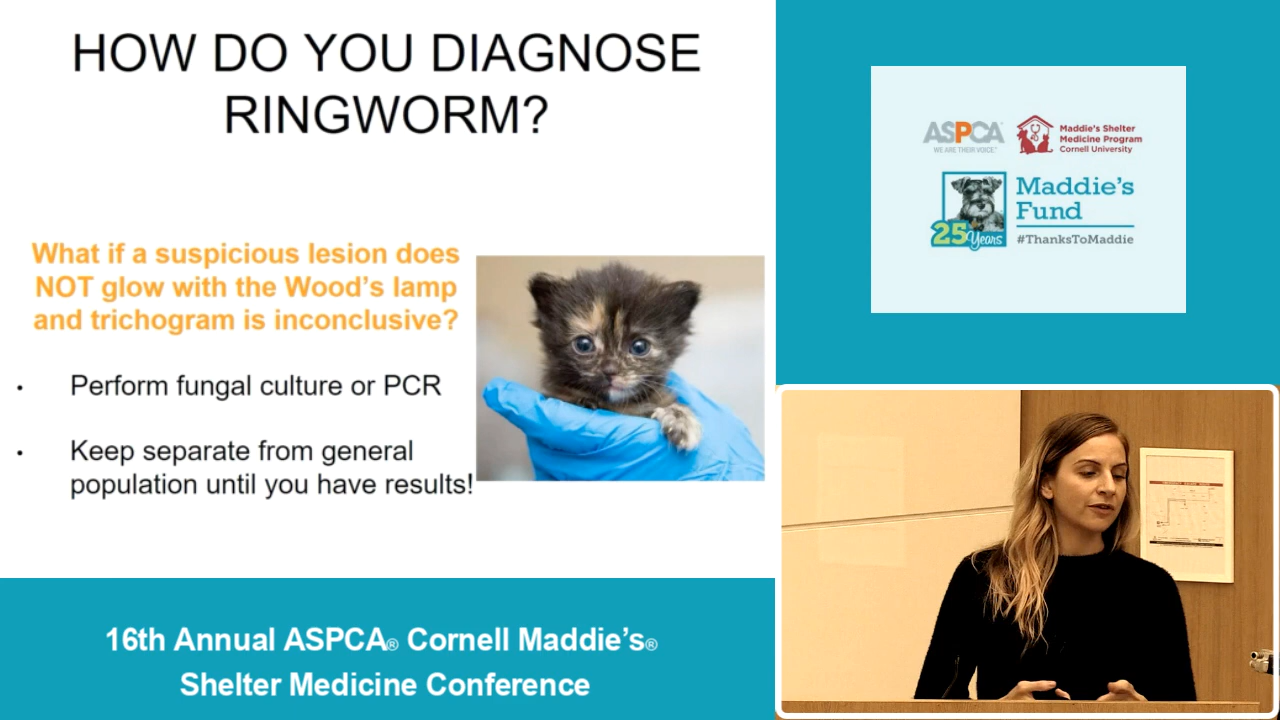 HOW DO YOU DIAGNOSE
RINGWORM?
What if a suspicious lesion does
NOT glow with the Wood's lamp
and trichogram is inconclusive?
• Perform fungal culture or PCR
• Keep separate from general
population until you have results!
16th Annual ASPCA® Cornell Maddie's®
Shelter Medicine Conference
ASPCA
WE ARE THEIR VOICE.
Maddie's Shelter
Medicine Program
Cornell University
25 Years
Maddie's
Fund
#ThanksToMaddie